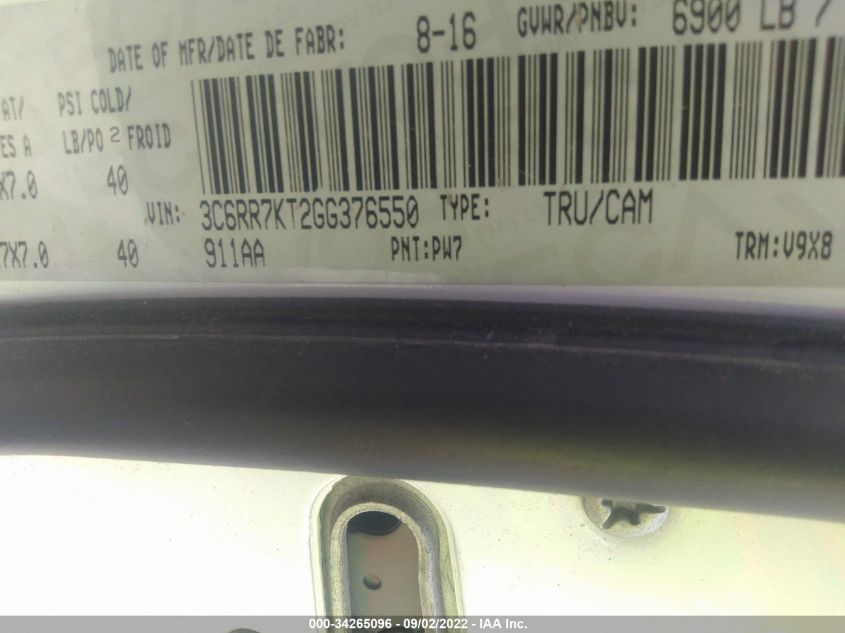 DATE OF MFR/DATE DE FABR: 8-16 GVWR/PNBV: 6900 LB /
AT/ PSI COLD/
ES A LB/PO 2 FROID
X7.0 40
VIN: 3C6RR7KT2GG376550 TYPE: TRU/CAM
7X7.0 40 911AA PNT:PW7 TRM:V9X8
000-34265096 - 09/02/2022 - IAA Inc.